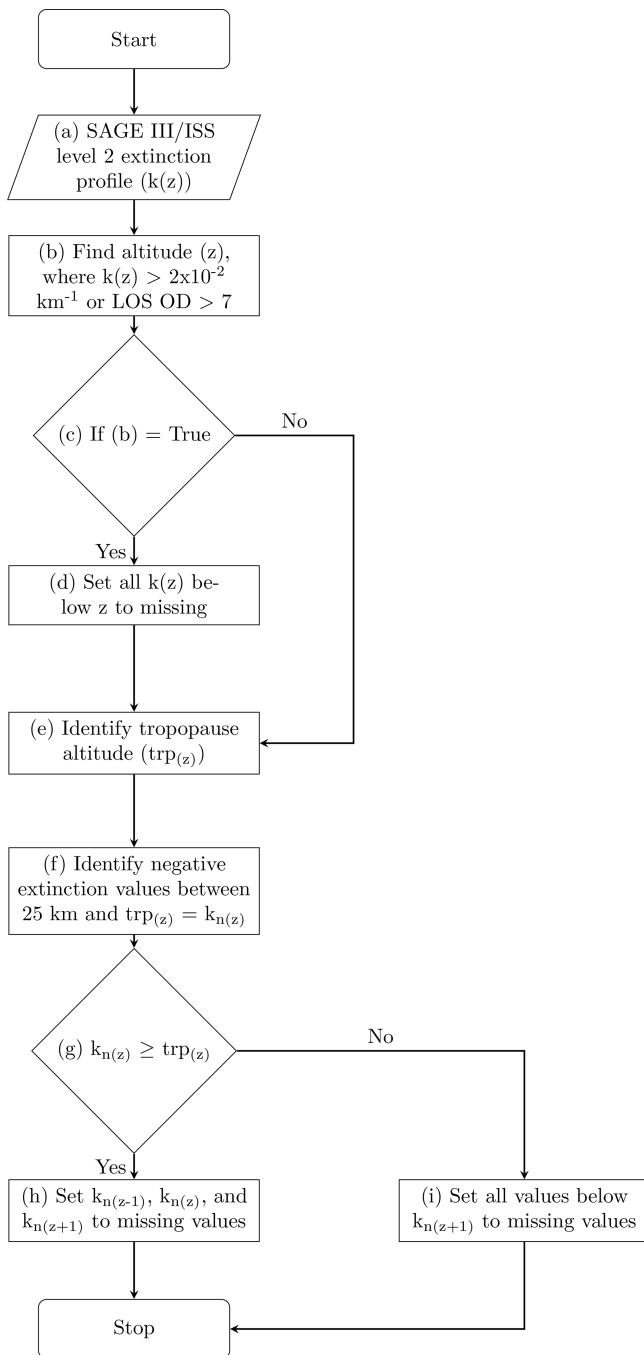 Start
(a) SAGE III/ISS
level 2 extinction
profile (k(z))
(b) Find altitude (z),
where k(z) > 2x10⁻²
km⁻¹ or LOS OD > 7
(c) If (b) = True
No
Yes
(d) Set all k(z) be-
low z to missing
(e) Identify tropopause
altitude (trp₍z₎)
(f) Identify negative
extinction values between
25 km and trp₍z₎ = kₙ₍z₎
(g) kₙ₍z₎ ≥ trp₍z₎
No
Yes
(h) Set kₙ₍z₋₁₎, kₙ₍z₎, and
kₙ₍z₊₁₎ to missing values
(i) Set all values below
kₙ₍z₊₁₎ to missing values
Stop